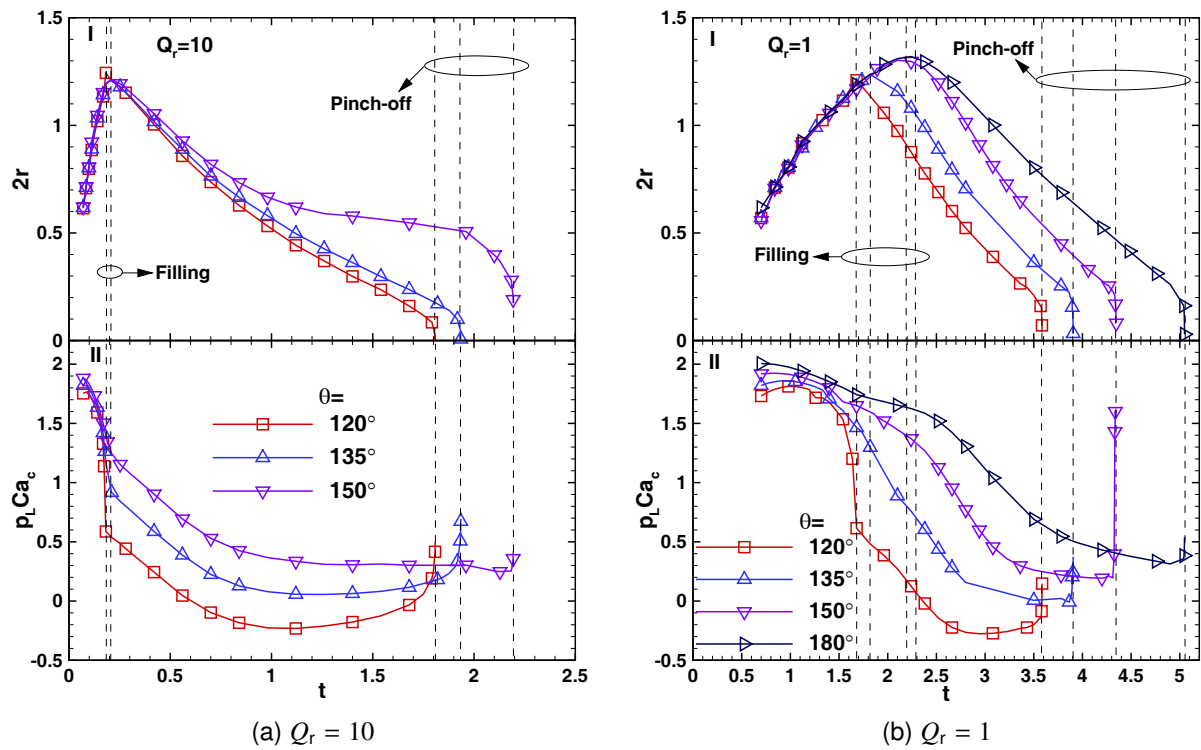 I
Q_r=10
Pinch-off
Filling
2r
1.5
1
0.5
0
II
θ=
120°
135°
150°
p_LCa_c
2
1.5
1
0.5
0
-0.5
0 0.5 1 1.5 2 2.5
t
(a) Q_r = 10
I
Q_r=1
Pinch-off
Filling
2r
1.5
1
0.5
0
II
θ=
120°
135°
150°
180°
p_LCa_c
2
1.5
1
0.5
0
-0.5
0 0.5 1 1.5 2 2.5 3 3.5 4 4.5 5
t
(b) Q_r = 1